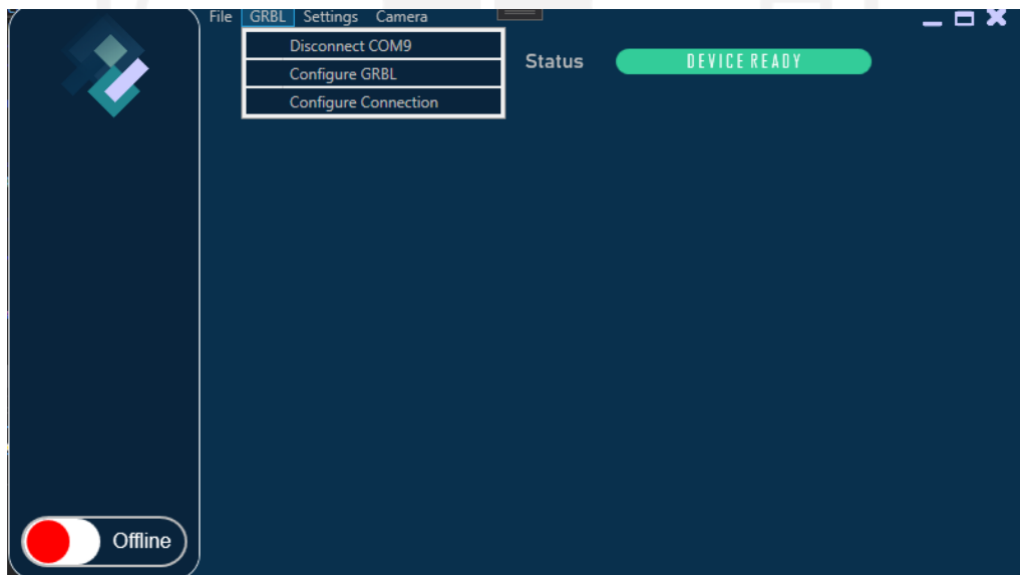 File GRBL Settings Camera
Disconnect COM9
Status DEVICE READY
Configure GRBL
Configure Connection
Offline